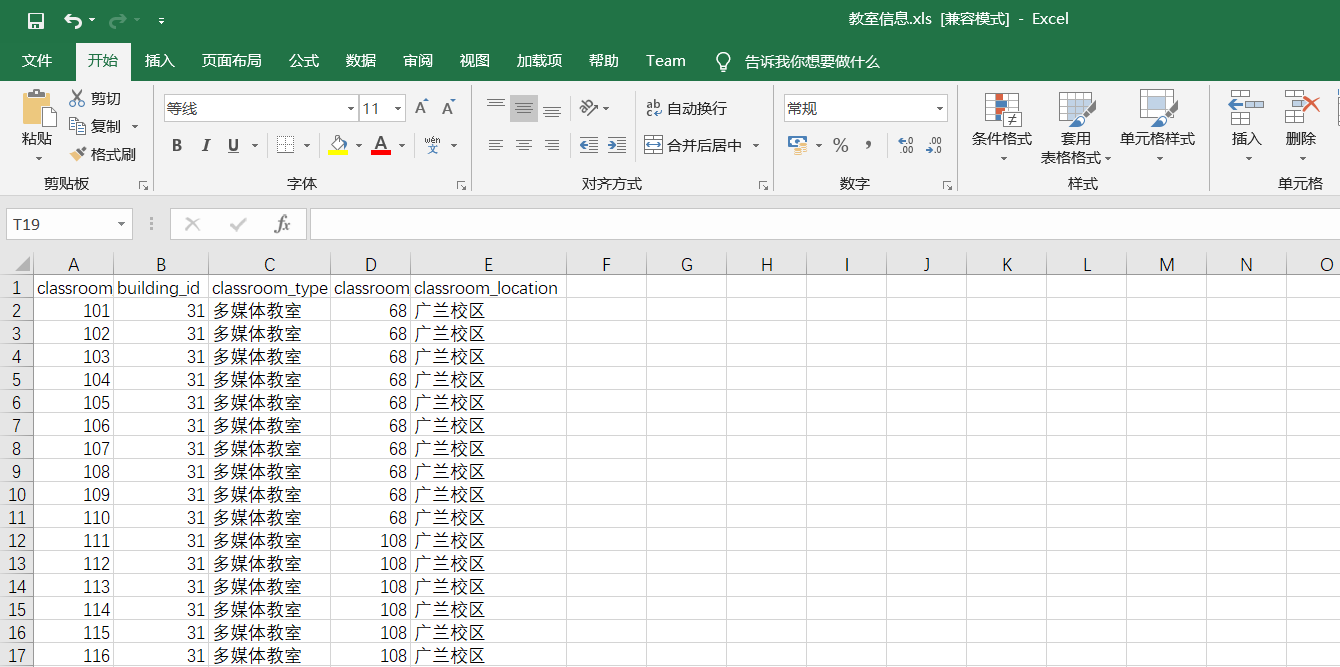 教室信息.xls [兼容模式] - Excel
文件 开始 插入 页面布局 公式 数据 审阅 视图 加载项 帮助 Team 告诉我你想要做什么
粘贴 剪切 复制 格式刷
剪贴板
等线 11 A A
B I U A wén 文
字体
ab c 自动换行
合并后居中
对齐方式
常规
% , .0 .00 .00 .0
数字
条件格式 套用 表格格式 单元格样式
样式
插入 删除
单元格
T19 fx
A B C D E F G H I J K L M N O
1 classroom building_id classroom_type classroom classroom_location
2 101 31 多媒体教室 68 广兰校区
3 102 31 多媒体教室 68 广兰校区
4 103 31 多媒体教室 68 广兰校区
5 104 31 多媒体教室 68 广兰校区
6 105 31 多媒体教室 68 广兰校区
7 106 31 多媒体教室 68 广兰校区
8 107 31 多媒体教室 68 广兰校区
9 108 31 多媒体教室 68 广兰校区
10 109 31 多媒体教室 68 广兰校区
11 110 31 多媒体教室 68 广兰校区
12 111 31 多媒体教室 108 广兰校区
13 112 31 多媒体教室 108 广兰校区
14 113 31 多媒体教室 108 广兰校区
15 114 31 多媒体教室 108 广兰校区
16 115 31 多媒体教室 108 广兰校区
17 116 31 多媒体教室 108 广兰校区